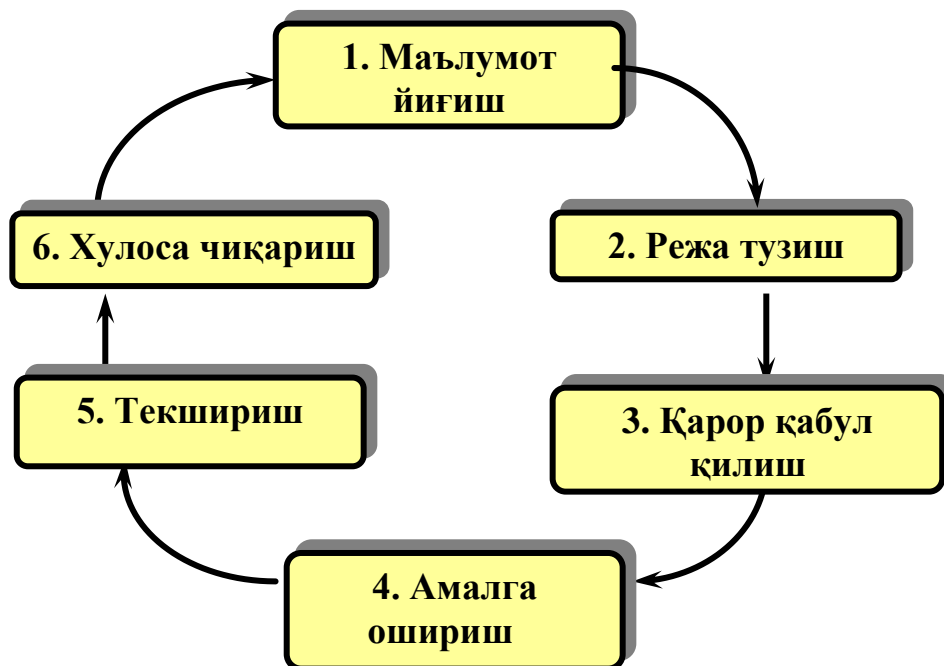 1. Маълумот
йиғиш
2. Режа тузиш
3. Қарор қабул
қилиш
4. Амалга
ошириш
5. Текшириш
6. Хулоса чиқариш